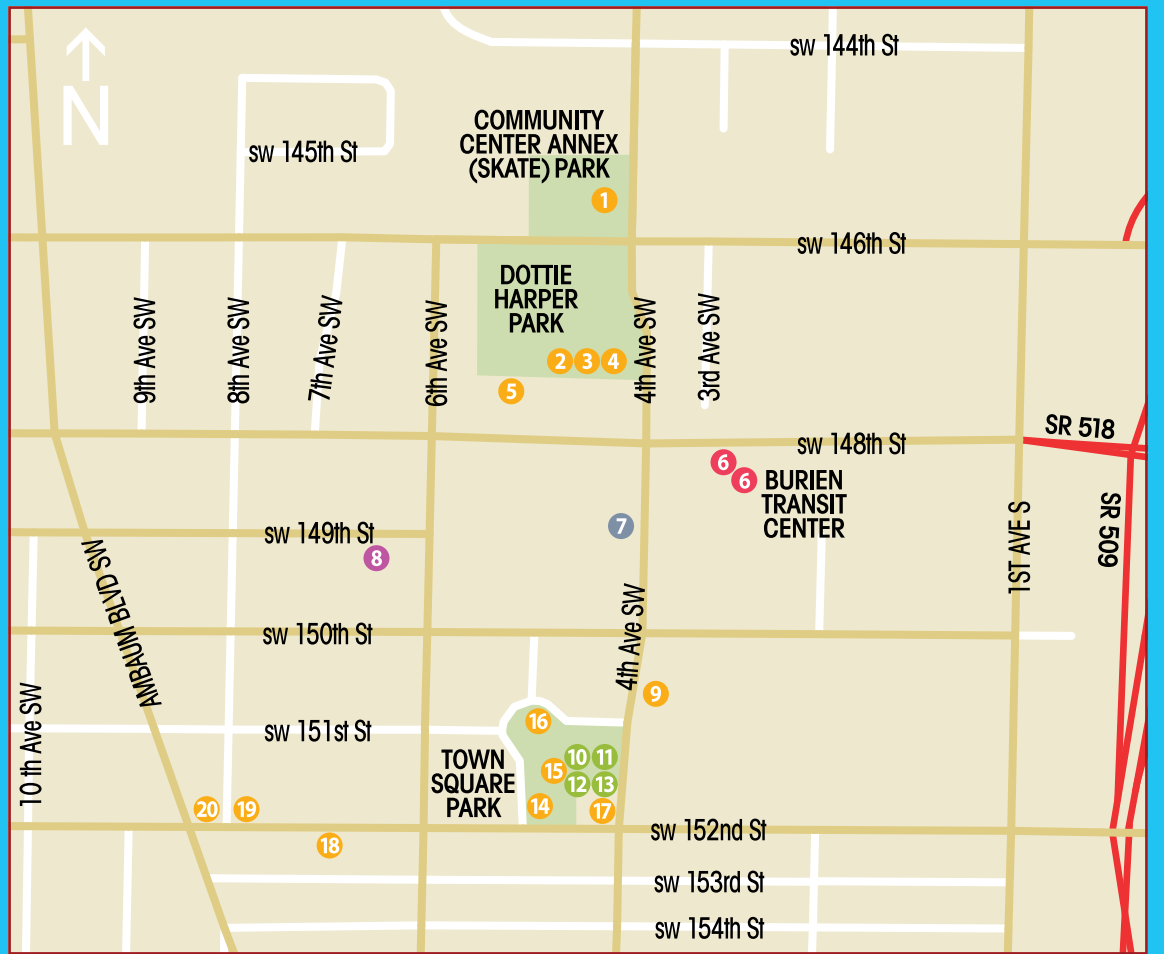 sw 144th St
N
COMMUNITY
CENTER ANNEX
(SKATE) PARK
sw 145th St
1
sw 146th St
DOTTIE
HARPER
PARK
9th Ave SW
8th Ave SW
7th Ave SW
6th Ave SW
4th Ave SW
3rd Ave SW
2 3 4
5
SR 518
sw 148th St
6
6
BURIEN
TRANSIT
CENTER
1ST AVE S
SR 509
7
sw 149th St
8
AMBAUM BLVD SW
sw 150th St
4th Ave SW
9
10 th Ave SW
sw 151st St
16
TOWN
SQUARE
PARK
10 11
15
12 13
14
17
20 19
18
sw 152nd St
sw 153rd St
sw 154th St